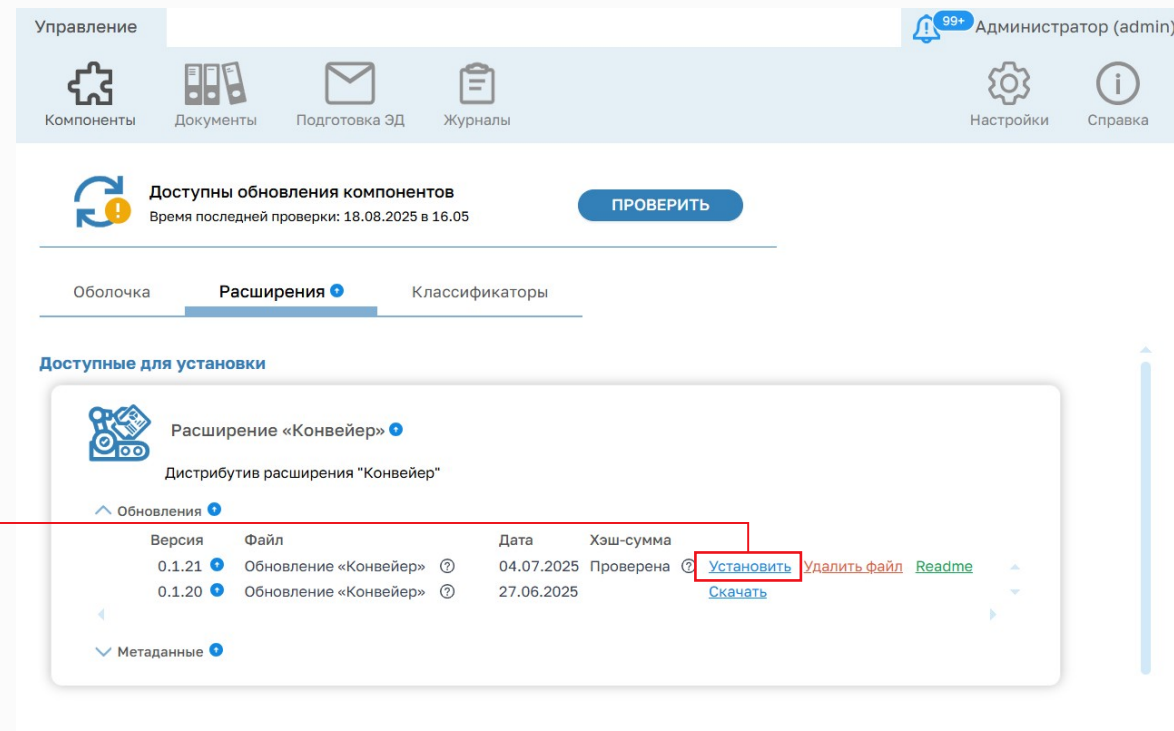 Управление
99+ Администратор (admin)
Компоненты Документы Подготовка ЭД Журналы Настройки Справка
Доступны обновления компонентов
Время последней проверки: 18.08.2025 в 16.05
ПРОВЕРИТЬ
Оболочка Расширения Классификаторы
Доступные для установки
Расширение «Конвейер»
Дистрибутив расширения "Конвейер"
Обновления
Версия Файл Дата Хэш-сумма
0.1.21 Обновление «Конвейер» ? 04.07.2025 Проверена ? Установить Удалить файл Readme
0.1.20 Обновление «Конвейер» ? 27.06.2025 Скачать
Метаданные